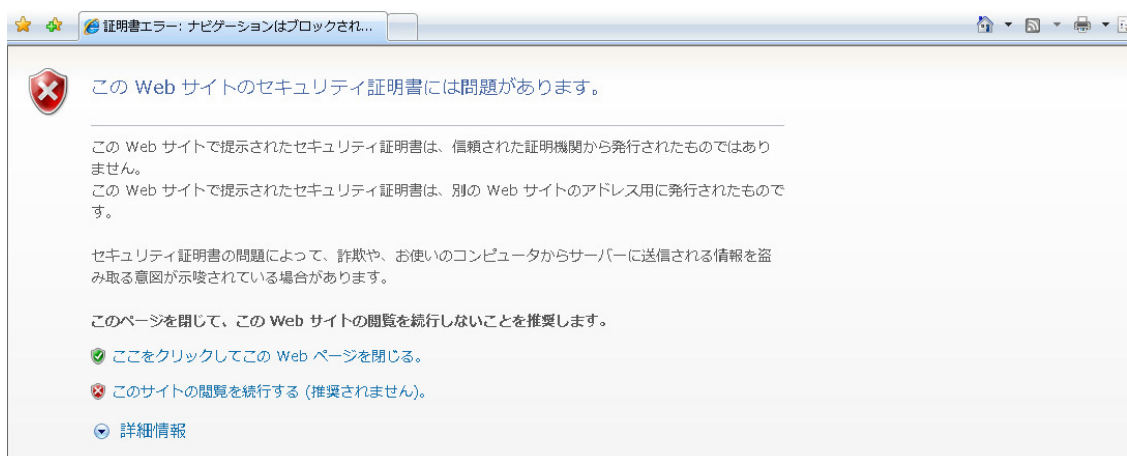 証明書エラー: ナビゲーションはブロックされ...
この Web サイトのセキュリティ証明書には問題があります。
この Web サイトで提示されたセキュリティ証明書は、信頼された証明機関から発行されたものではあり
ません。
この Web サイトで提示されたセキュリティ証明書は、別の Web サイトのアドレス用に発行されたもので
す。
セキュリティ証明書の問題によって、詐欺や、お使いのコンピュータからサーバーに送信される情報を盗
み取る意図が示唆されている場合があります。
このページを閉じて、この Web サイトの閲覧を続行しないことを推奨します。
ここをクリックしてこの Web ページを閉じる。
このサイトの閲覧を続行する (推奨されません)。
詳細情報